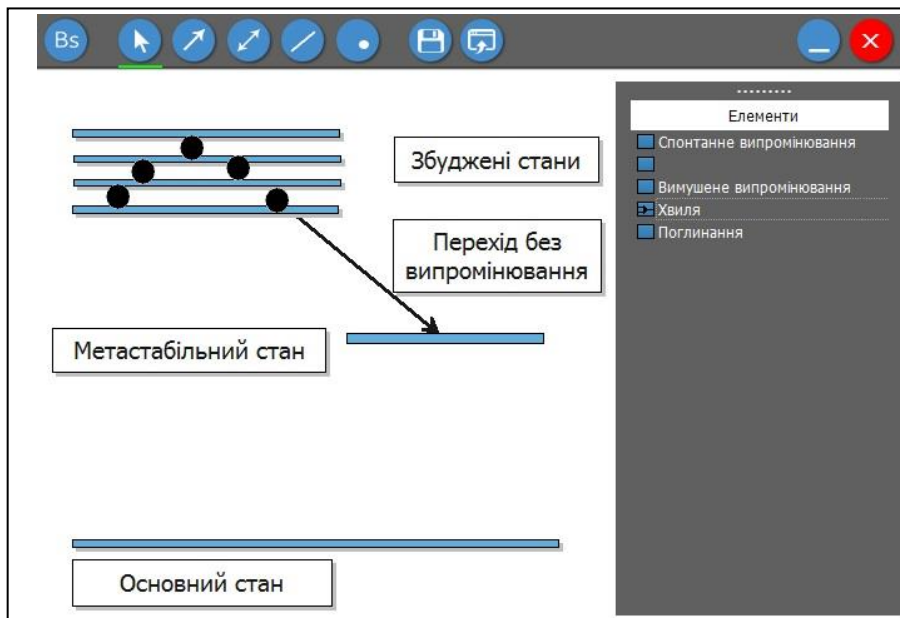 Bs
Елементи
Спонтанне випромінювання
Вимушене випромінювання
Хвиля
Поглинання
Збуджені стани
Перехід без
випромінювання
Метастабільний стан
Основний стан